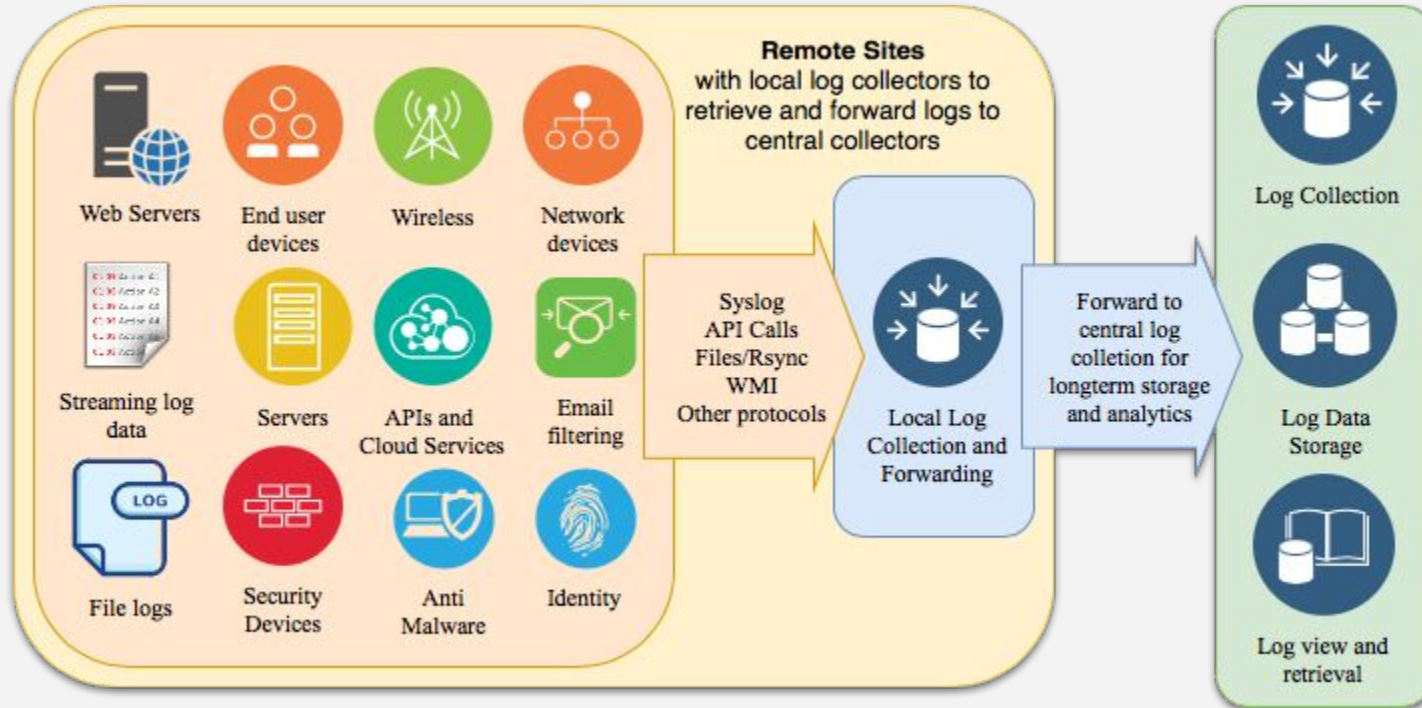 Remote Sites
with local log collectors to
retrieve and forward logs to
central collectors
Web Servers
End user
devices
Wireless
Network
devices
Streaming log
data
Servers
APIs and
Cloud Services
Email
filtering
LOG
File logs
Security
Devices
Anti
Malware
Identity
Syslog
API Calls
Files/Rsync
WMI
Other protocols
Local Log
Collection and
Forwarding
Forward to
central log
colletion for
longterm storage
and analytics
Log Collection
Log Data
Storage
Log view and
retrieval